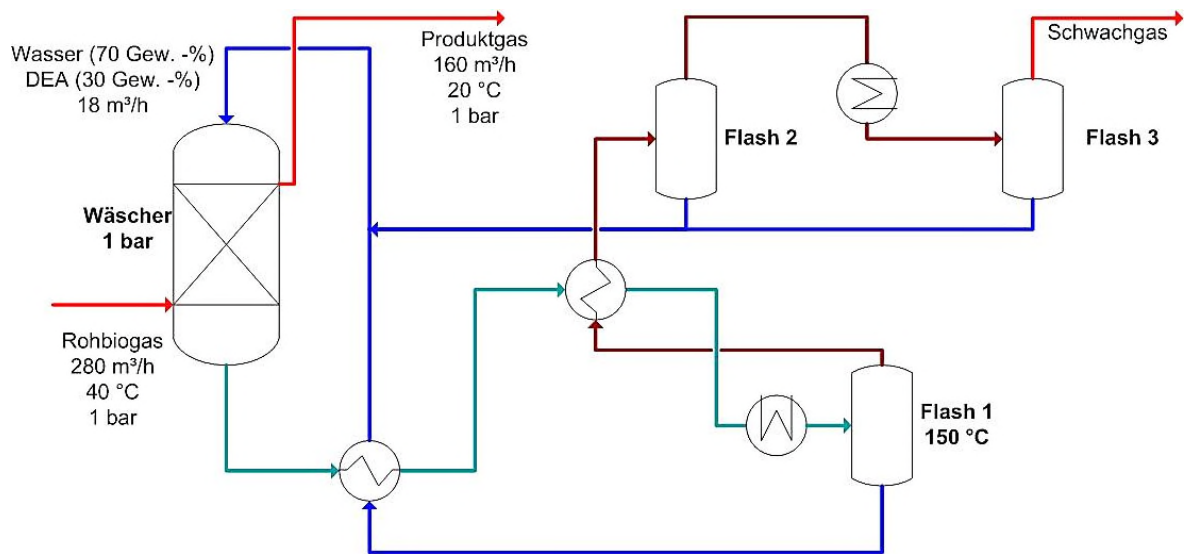 Wasser (70 Gew. -%)
DEA (30 Gew. -%)
18 m³/h
Produktgas
160 m³/h
20 °C
1 bar
Schwachgas
Flash 2
Flash 3
Wäscher
1 bar
Rohbiogas
280 m³/h
40 °C
1 bar
Flash 1
150 °C